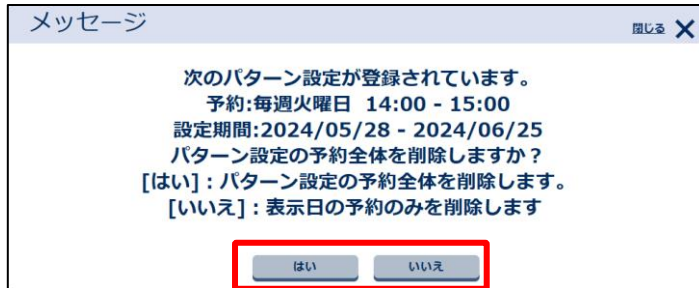 メッセージ
閉じる
次のパターン設定が登録されています。
予約:毎週火曜日 14:00 - 15:00
設定期間:2024/05/28 - 2024/06/25
パターン設定の予約全体を削除しますか？
[はい]：パターン設定の予約全体を削除します。
[いいえ]：表示日の予約のみを削除します
はい いいえ